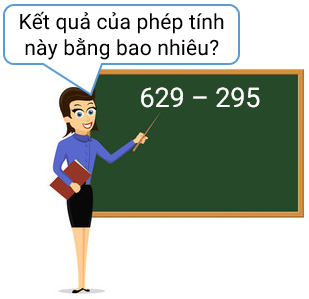 Kết quả của phép tính
này bằng bao nhiêu?
629 – 295